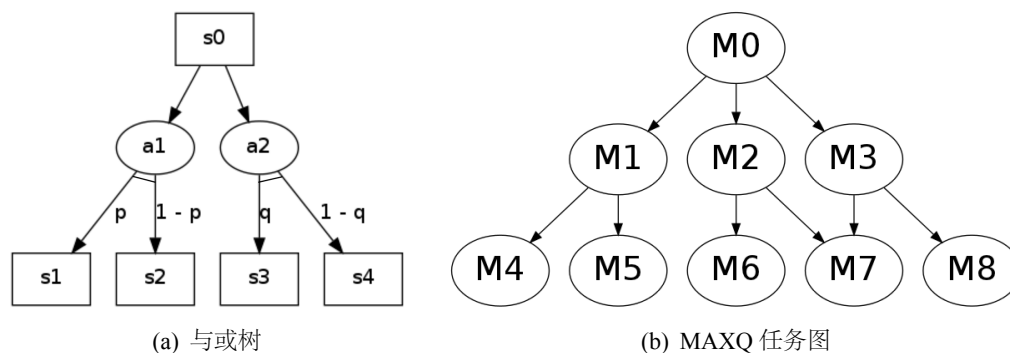 s0
a1 a2
p 1 - p q 1 - q
s1 s2 s3 s4
(a) 与或树
M0
M1 M2 M3
M4 M5 M6 M7 M8
(b) MAXQ 任务图